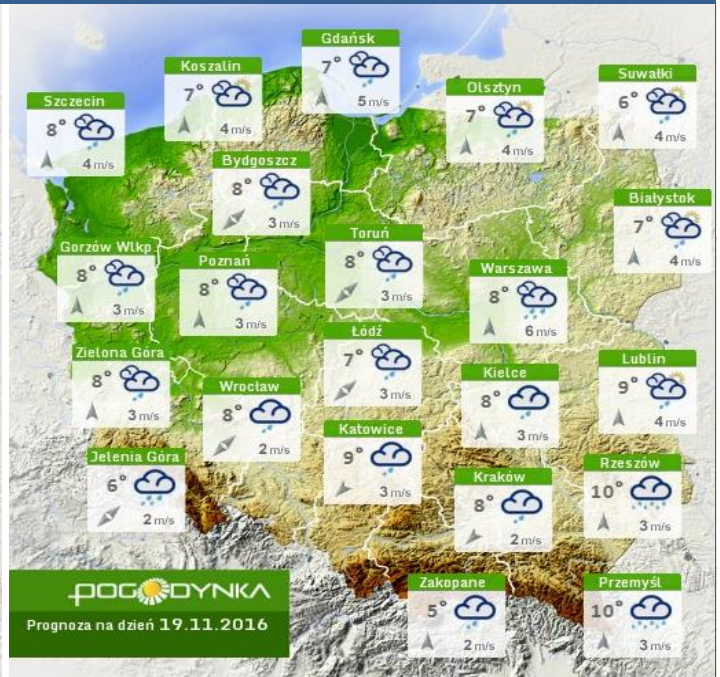 Gdańsk
7°
5 m/s
Koszalin
7°
4 m/s
Suwałki
6°
4 m/s
Olsztyn
7°
4 m/s
Szczecin
8°
4 m/s
Bydgoszcz
8°
3 m/s
Białystok
7°
4 m/s
Toruń
8°
3 m/s
Gorzów Wlkp
8°
3 m/s
Poznań
8°
3 m/s
Warszawa
8°
6 m/s
Łódź
7°
3 m/s
Zielona Góra
8°
3 m/s
Lublin
9°
4 m/s
Kielce
8°
3 m/s
Wrocław
8°
2 m/s
Katowice
9°
3 m/s
Jelenia Góra
6°
2 m/s
Rzeszów
10°
3 m/s
Kraków
8°
2 m/s
Zakopane
5°
2 m/s
Przemyśl
10°
3 m/s
POGODYNKA
Prognoza na dzień 19.11.2016